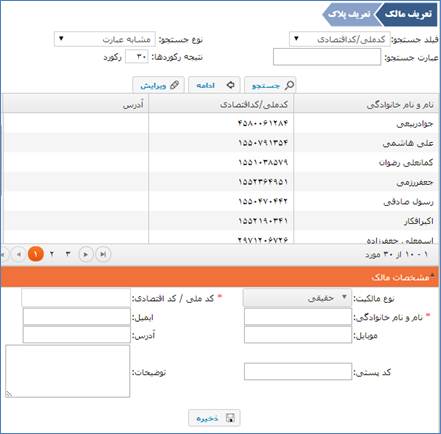 تعریف مالک تعریف پلاک
فیلد جستجو: کدملی/کداقتصادی نوع جستجو: مشابه عبارت
عبارت جستجو: نتیجه رکوردها: ۳۰ رکورد
جستجو ادامه ویرایش
نام و نام خانوادگی کدملی/کداقتصادی آدرس
جوادربیعی ۴۵۸۰۰۶۱۲۸۴
علی هاشمی ۱۵۵۰۷۹۱۳۵۴
کمانعلی رضوان ۱۵۵۱۰۳۸۵۷۹
جعفررزمی ۱۵۵۲۳۶۴۹۵۱
رسول صادقی ۱۵۵۰۴۷۰۴۴۲
اکبرافکار ۱۵۵۲۱۹۰۳۴۱
اسمعلی جعفرزاده ۲۹۷۱۲۰۶۷۲۶
۱ - ۱۰ از ۳۰ مورد ۳ ۲ ۱
مشخصات مالک
نوع مالکیت: حقیقی * کد ملی / کد اقتصادی:
* نام و نام خانوادگی: ایمیل:
موبایل: آدرس:
کد پستی: توضیحات:
ذخیره